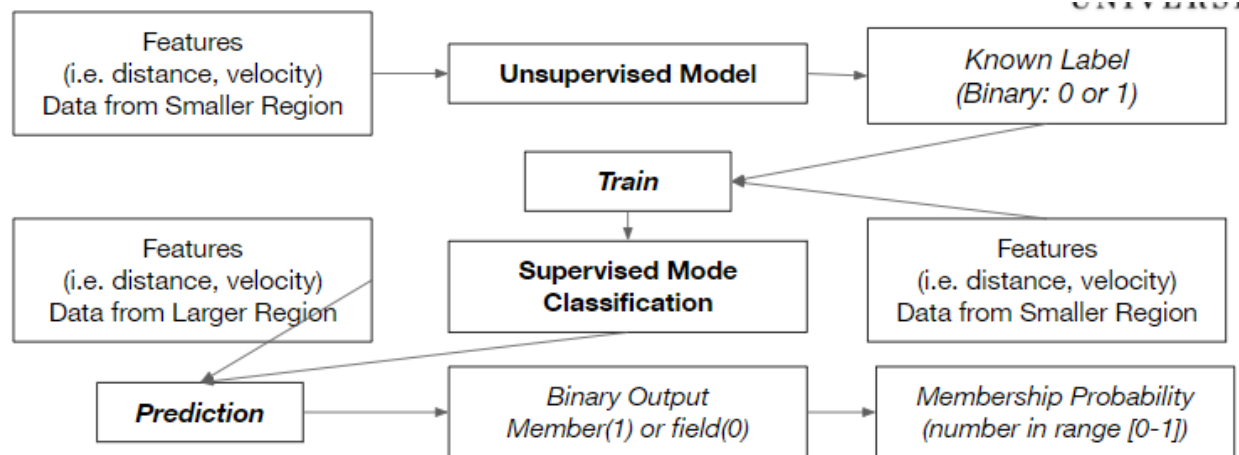 UNIVERSI
Features
(i.e. distance, velocity)
Data from Smaller Region
Unsupervised Model
Known Label
(Binary: 0 or 1)
Train
Features
(i.e. distance, velocity)
Data from Larger Region
Supervised Mode
Classification
Features
(i.e. distance, velocity)
Data from Smaller Region
Prediction
Binary Output
Member(1) or field(0)
Membership Probability
(number in range [0-1])